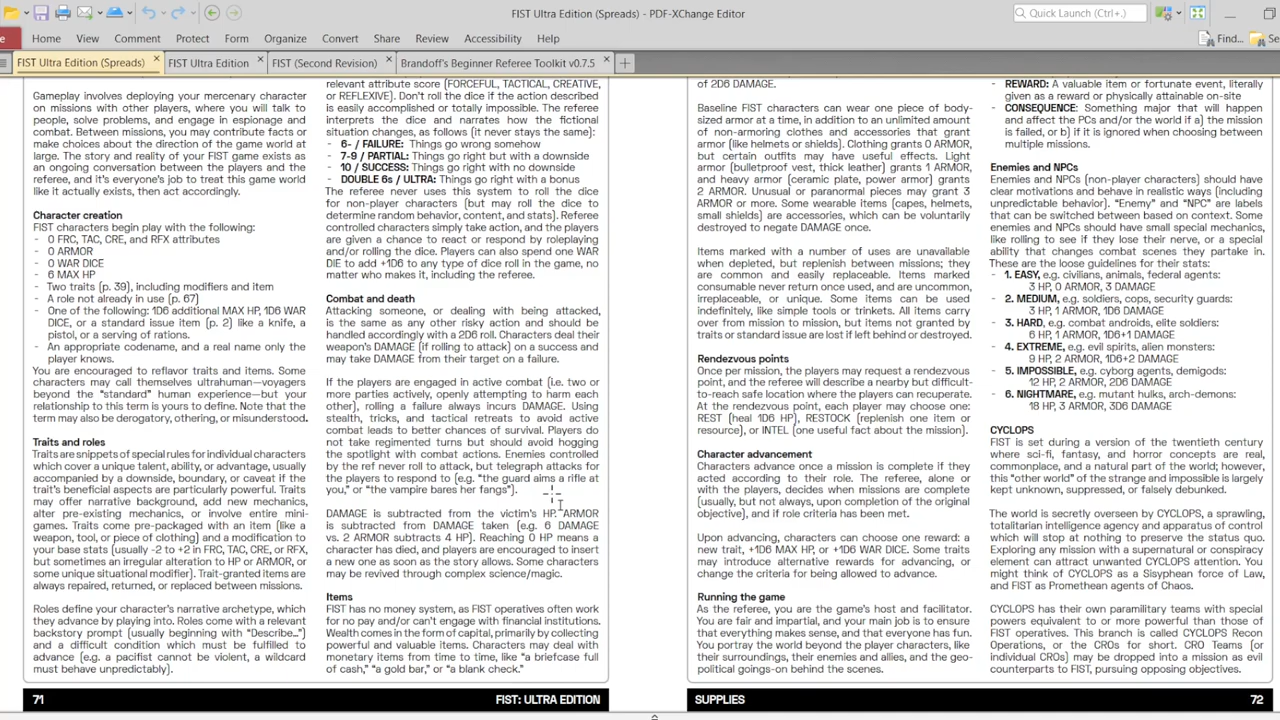 FIST Ultra Edition (Spreads) - PDF-XChange Editor
Quick Launch (Ctrl+.)
Home View Comment Protect Form Organize Convert Share Review Accessibility Help
Find...
FIST Ultra Edition (Spreads)
FIST Ultra Edition
FIST (Second Revision)
Brandoff's Beginner Referee Toolkit v0.7.5
Gameplay involves deploying your mercenary character
on missions with other players, where you will talk to
people, solve problems, and engage in espionage and
combat. Between missions, you may contribute facts or
make choices about the direction of the game world at
large. The story and reality of your FIST game exists as
an ongoing conversation between the players and the
referee, and it's everyone's job to treat this game world
like it actually exists, then act accordingly.
Character creation
FIST characters begin play with the following:
- 0 FRC, TAC, CRE, and RFX attributes
- 0 ARMOR
- 0 WAR DICE
- 6 MAX HP
- Two traits (p. 39), including modifiers and item
- A role not already in use (p. 67)
- One of the following: 1D6 additional MAX HP, 1D6 WAR
DICE, or a standard issue item (p. 2) like a knife, a
pistol, or a serving of rations.
- An appropriate codename, and a real name only the
player knows.
You are encouraged to reflavor traits and items. Some
characters may call themselves ultrahuman—voyagers
beyond the "standard" human experience—but your
relationship to this term is yours to define. Note that the
term may also be derogatory, othering, or misunderstood.
Traits and roles
Traits are snippets of special rules for individual characters
which cover a unique talent, ability, or advantage, usually
accompanied by a downside, boundary, or caveat if the
trait's beneficial aspects are particularly powerful. Traits
may offer narrative background, add new mechanics,
alter pre-existing mechanics, or involve entire mini-
games. Traits come pre-packaged with an item (like a
weapon, tool, or piece of clothing) and a modification to
your base stats (usually -2 to +2 in FRC, TAC, CRE, or RFX,
but sometimes an irregular alteration to HP or ARMOR, or
some unique situational modifier). Trait-granted items are
always repaired, returned, or replaced between missions.
Roles define your character's narrative archetype, which
they advance by playing into. Roles come with a relevant
backstory prompt (usually beginning with "Describe...")
and a difficult condition which must be fulfilled to
advance (e.g. a pacifist cannot be violent, a wildcard
must behave unpredictably).
relevant attribute score (FORCEFUL, TACTICAL, CREATIVE,
or REFLEXIVE). Don't roll the dice if the action described
is easily accomplished or totally impossible. The referee
interprets the dice and narrates how the fictional
situation changes, as follows (it never stays the same):
- 6- / FAILURE: Things go wrong somehow
- 7-9 / PARTIAL: Things go right but with a downside
- 10 / SUCCESS: Things go right with no downside
- DOUBLE 6s / ULTRA: Things go right with a bonus
The referee never uses this system to roll the dice
for non-player characters (but may roll the dice to
determine random behavior, content, and stats). Referee
controlled characters simply take action, and the players
are given a chance to react or respond by roleplaying
and/or rolling the dice. Players can also spend one WAR
DIE to add +1D6 to any type of dice roll in the game, no
matter who makes it, including the referee.
Combat and death
Attacking someone, or dealing with being attacked,
is the same as any other risky action and should be
handled accordingly with a 2D6 roll. Characters deal their
weapon's DAMAGE (if rolling to attack) on a success and
may take DAMAGE from their target on a failure.
If the players are engaged in active combat (i.e. two or
more parties actively, openly attempting to harm each
other), rolling a failure always incurs DAMAGE. Using
stealth, tricks, and tactical retreats to avoid active
combat leads to better chances of survival. Players do
not take regimented turns but should avoid hogging
the spotlight with combat actions. Enemies controlled
by the ref never roll to attack, but telegraph attacks for
the players to respond to (e.g. "the guard aims a rifle at
you," or "the vampire bares her fangs").
DAMAGE is subtracted from the victim's HP. ARMOR
is subtracted from DAMAGE taken (e.g. 6 DAMAGE
vs. 2 ARMOR subtracts 4 HP). Reaching 0 HP means a
character has died, and players are encouraged to insert
a new one as soon as the story allows. Some characters
may be revived through complex science/magic.
Items
FIST has no money system, as FIST operatives often work
for no pay and/or can't engage with financial institutions.
Wealth comes in the form of capital, primarily by collecting
powerful and valuable items. Characters may deal with
monetary items from time to time, like "a briefcase full
of cash," "a gold bar," or "a blank check."
71 FIST: ULTRA EDITION
of 2D6 DAMAGE.
Baseline FIST characters can wear one piece of body-
sized armor at a time, in addition to an unlimited amount
of non-armoring clothes and accessories that grant
armor (like helmets or shields). Clothing grants 0 ARMOR,
but certain outfits may have useful effects. Light
armor (bulletproof vest, thick leather) grants 1 ARMOR,
and heavy armor (ceramic plate, power armor) grants
2 ARMOR. Unusual or paranormal pieces may grant 3
ARMOR or more. Some wearable items (capes, helmets,
small shields) are accessories, which can be voluntarily
destroyed to negate DAMAGE once.
Items marked with a number of uses are unavailable
when depleted, but replenish between missions; they
are common and easily replaceable. Items marked
consumable never return once used, and are uncommon,
irreplaceable, or unique. Some items can be used
indefinitely, like simple tools or trinkets. All items carry
over from mission to mission, but items not granted by
traits or standard issue are lost if left behind or destroyed.
Rendezvous points
Once per mission, the players may request a rendezvous
point, and the referee will describe a nearby but difficult-
to-reach safe location where the players can recuperate.
At the rendezvous point, each player may choose one:
REST (heal 1D6 HP), RESTOCK (replenish one item or
resource), or INTEL (one useful fact about the mission).
Character advancement
Characters advance once a mission is complete if they
acted according to their role. The referee, alone or
with the players, decides when missions are complete
(usually, but not always, upon completion of the original
objective), and if role criteria has been met.
Upon advancing, characters can choose one reward: a
new trait, +1D6 MAX HP, or +1D6 WAR DICE. Some traits
may introduce alternative rewards for advancing, or
change the criteria for being allowed to advance.
Running the game
As the referee, you are the game's host and facilitator.
You are fair and impartial, and your main job is to ensure
that everything makes sense, and that everyone has fun.
You portray the world beyond the player characters, like
their surroundings, their enemies and allies, and the geo-
political goings-on behind the scenes.
- REWARD: A valuable item or fortunate event, literally
given as a reward or physically attainable on-site
- CONSEQUENCE: Something major that will happen
and affect the PCs and/or the world if a) the mission
is failed, or b) if it is ignored when choosing between
multiple missions.
Enemies and NPCs
Enemies and NPCs (non-player characters) should have
clear motivations and behave in realistic ways (including
unpredictable behavior). "Enemy" and "NPC" are labels
that can be switched between based on context. Some
enemies and NPCs should have small special mechanics,
like rolling to see if they lose their nerve, or a special
ability that changes combat scenes they partake in.
These are the loose guidelines for their stats:
- 1. EASY, e.g. civilians, animals, federal agents:
3 HP, 0 ARMOR, 3 DAMAGE
- 2. MEDIUM, e.g. soldiers, cops, security guards:
3 HP, 1 ARMOR, 1D6 DAMAGE
- 3. HARD, e.g. combat androids, elite soldiers:
6 HP, 1 ARMOR, 1D6+1 DAMAGE
- 4. EXTREME, e.g. evil spirits, alien monsters:
9 HP, 2 ARMOR, 1D6+2 DAMAGE
- 5. IMPOSSIBLE, e.g. cyborg agents, demigods:
12 HP, 2 ARMOR, 2D6 DAMAGE
- 6. NIGHTMARE, e.g. mutant hulks, arch-demons:
18 HP, 3 ARMOR, 3D6 DAMAGE
CYCLOPS
FIST is set during a version of the twentieth century
where sci-fi, fantasy, and horror concepts are real,
commonplace, and a natural part of the world; however,
this "other world" of the strange and impossible is largely
kept unknown, suppressed, or falsely debunked.
The world is secretly overseen by CYCLOPS, a sprawling,
totalitarian intelligence agency and apparatus of control
which will stop at nothing to preserve the status quo.
Exploring any mission with a supernatural or conspiracy
element can attract unwanted CYCLOPS attention. You
might think of CYCLOPS as a Sisyphean force of Law,
and FIST as Promethean agents of Chaos.
CYCLOPS has their own paramilitary teams with special
powers equivalent to or more powerful than those of
FIST operatives. This branch is called CYCLOPS Recon
Operations, or the CROs for short. CRO Teams (or
individual CROs) may be dropped into a mission as evil
counterparts to FIST, pursuing opposing objectives.
SUPPLIES 72